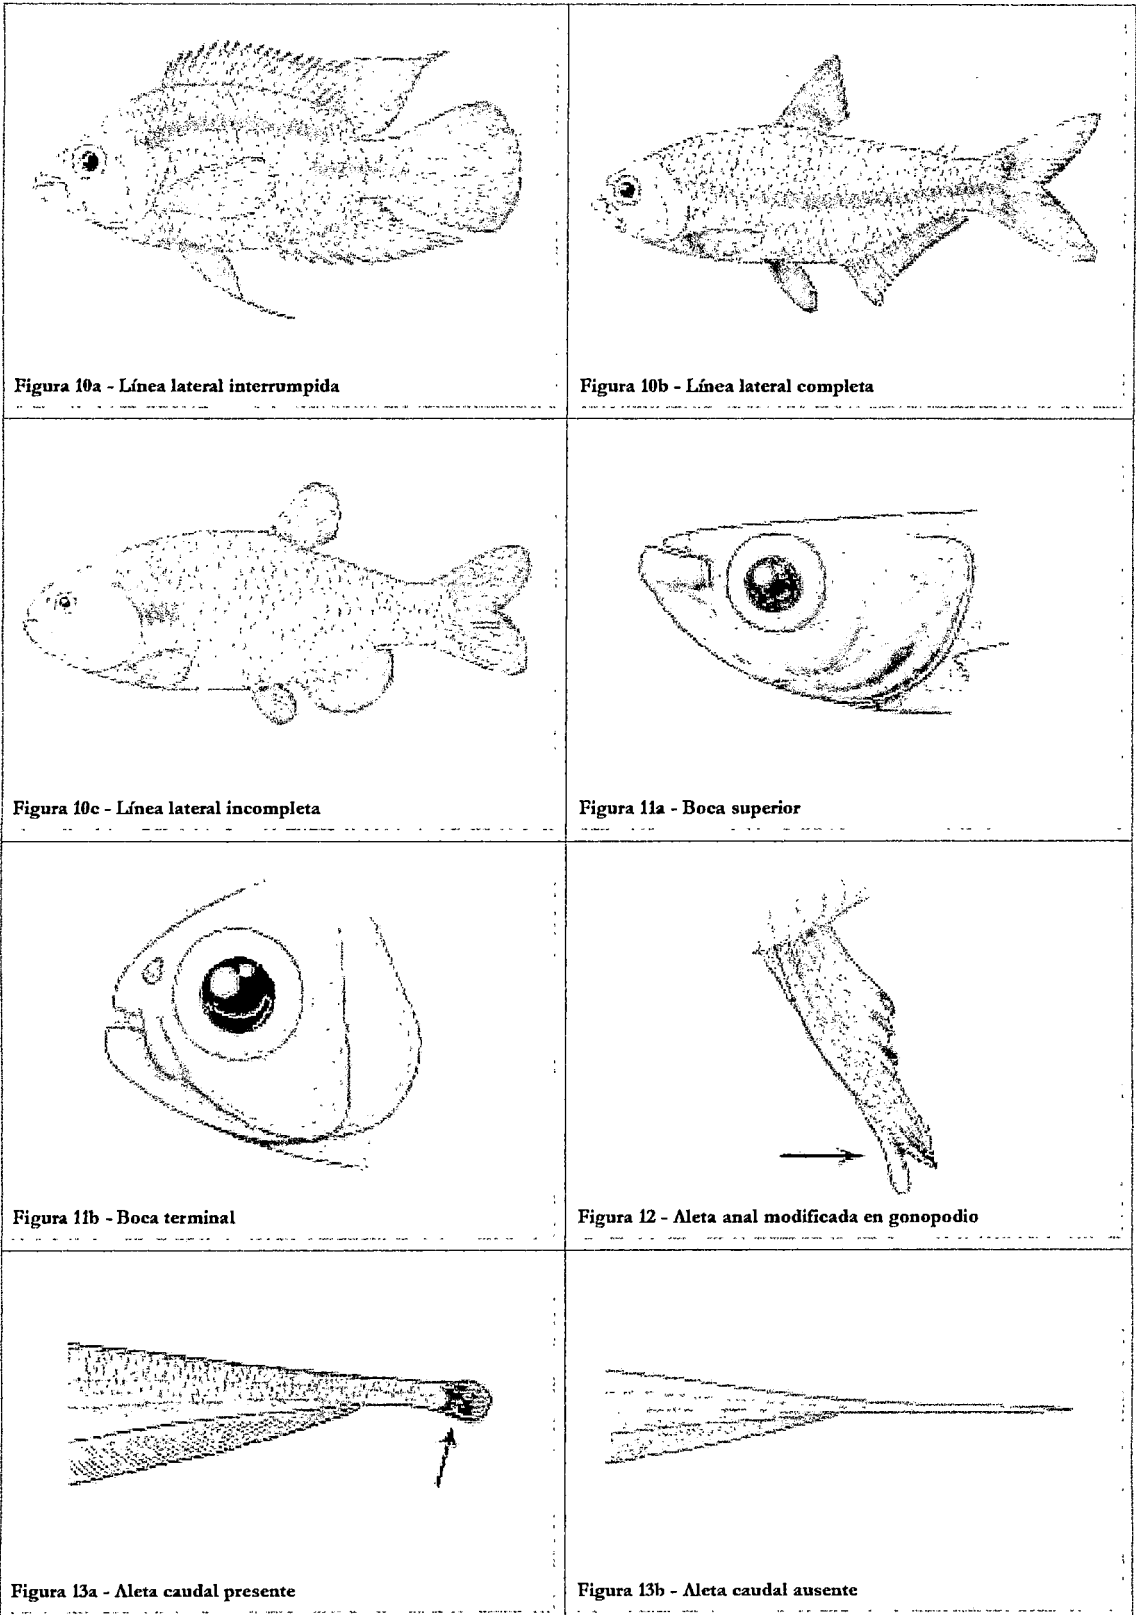 Figura 10a - Línea lateral interrumpida
Figura 10b - Línea lateral completa
Figura 10c - Línea lateral incompleta
Figura 11a - Boca superior
Figura 11b - Boca terminal
Figura 12 - Aleta anal modificada en gonopodio
Figura 13a - Aleta caudal presente
Figura 13b - Aleta caudal ausente